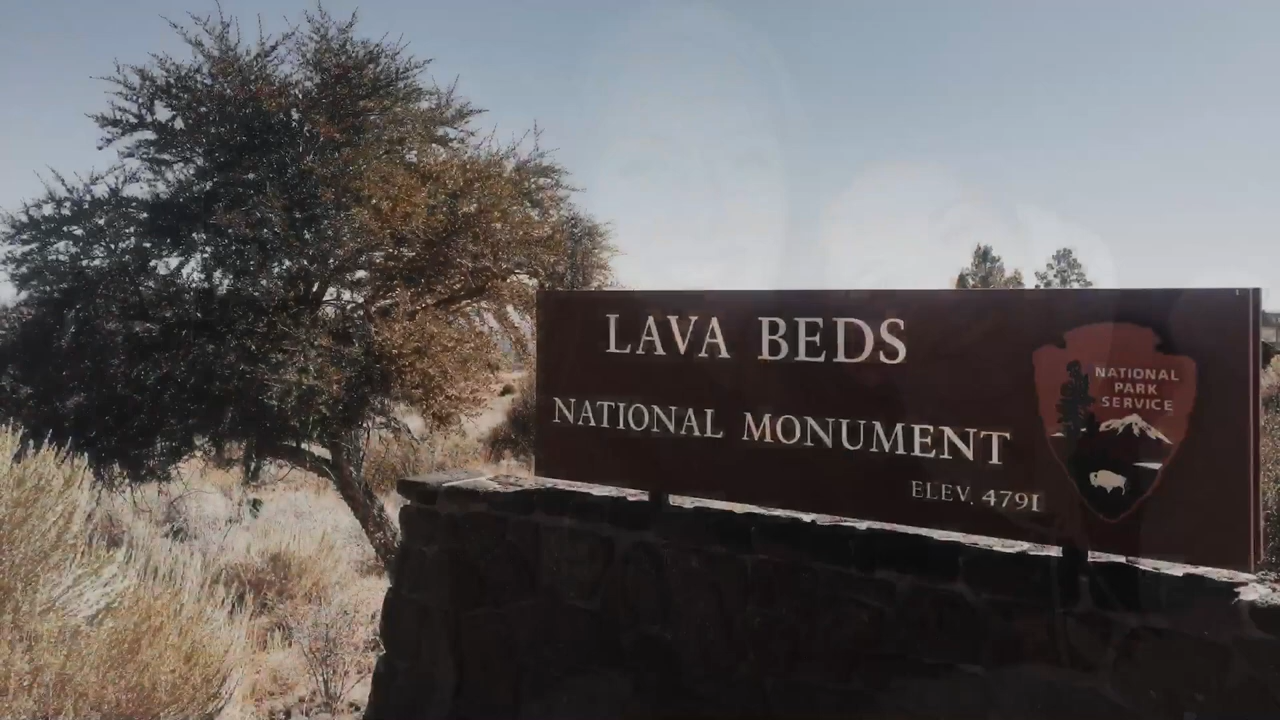 LAVA BEDS
NATIONAL MONUMENT
ELEV. 4791
NATIONAL
PARK
SERVICE